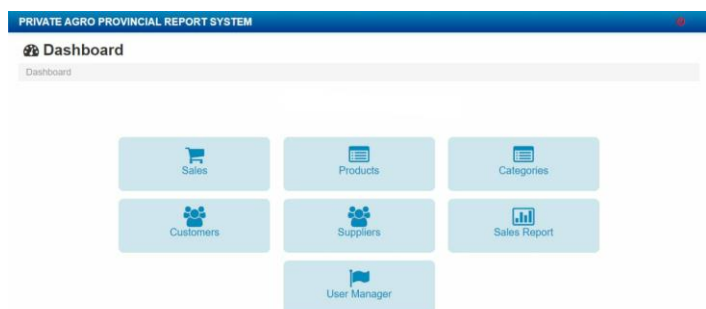 PRIVATE AGRO PROVINCIAL REPORT SYSTEM
Dashboard
Dashboard
Sales
Products
Categories
Customers
Suppliers
Sales Report
User Manager